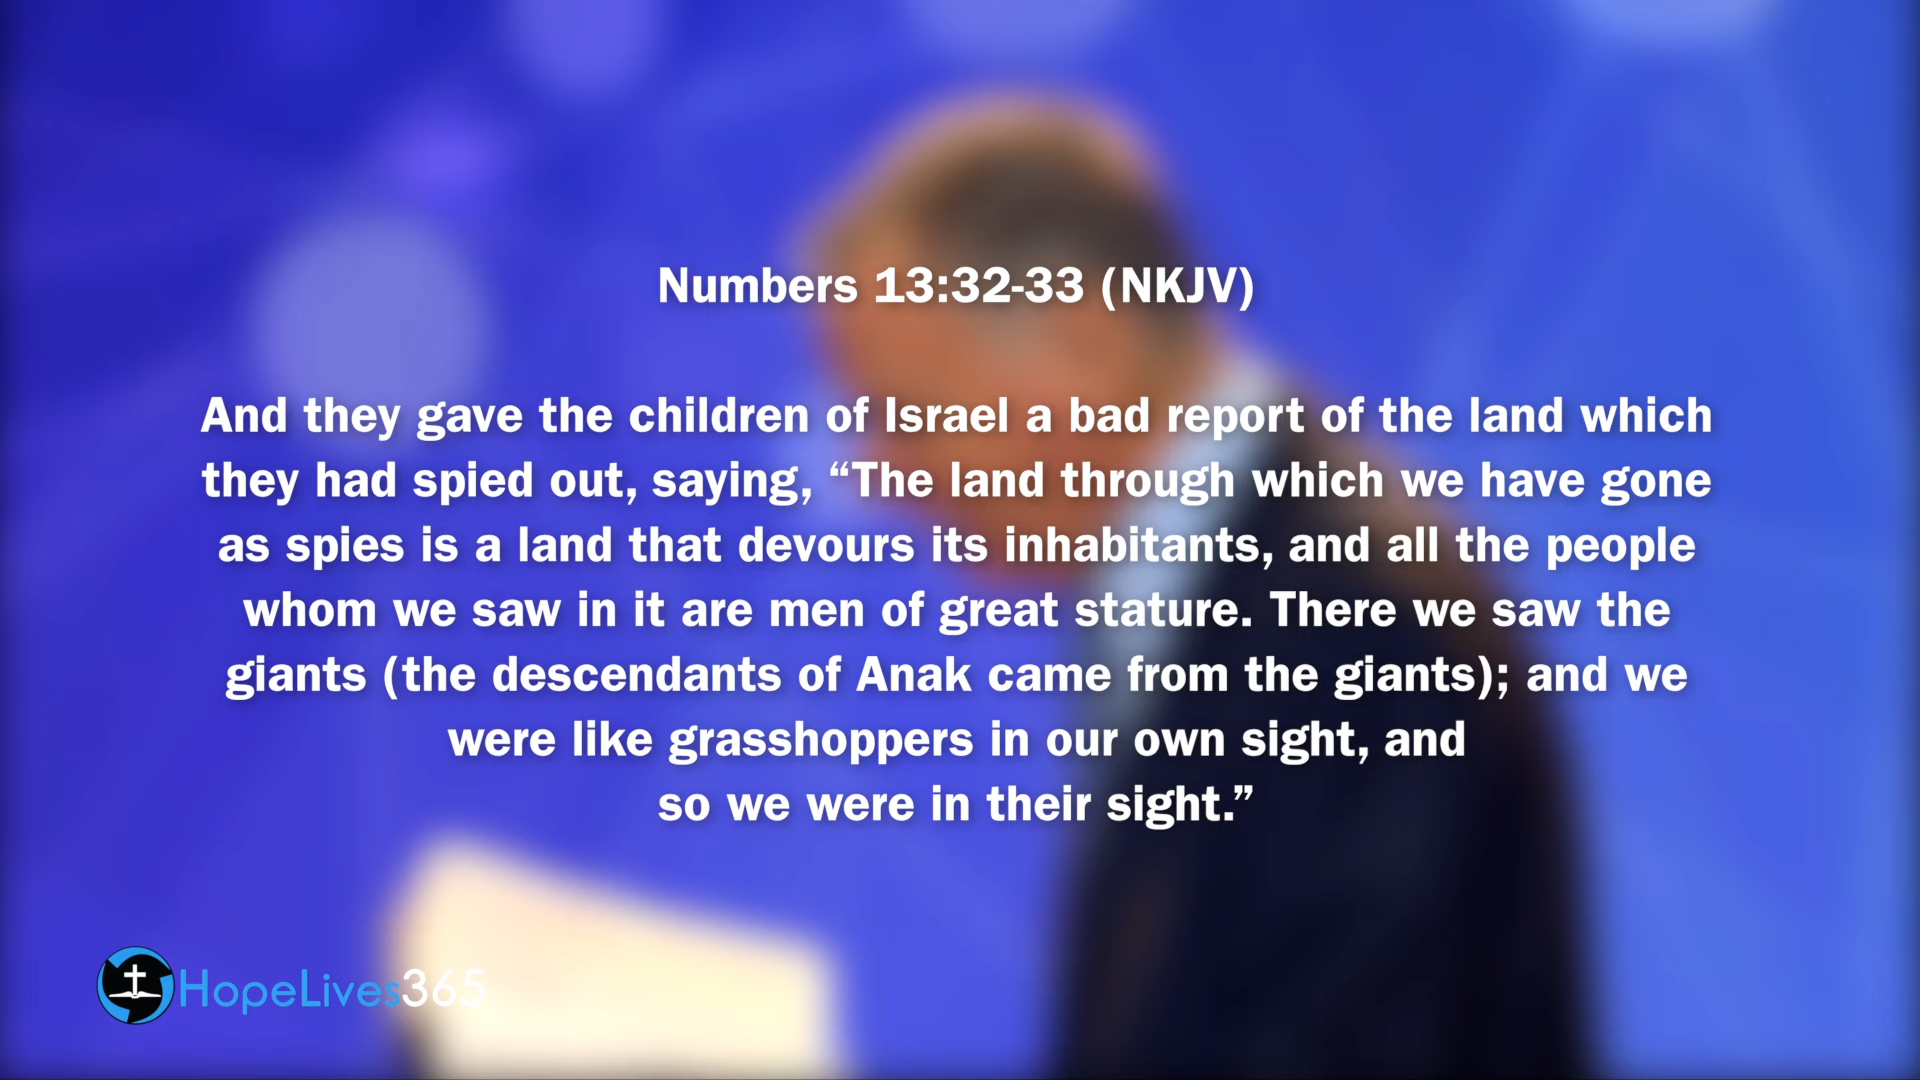 Numbers 13:32-33 (NKJV)
And they gave the children of Israel a bad report of the land which
they had spied out, saying, “The land through which we have gone
as spies is a land that devours its inhabitants, and all the people
whom we saw in it are men of great stature. There we saw the
giants (the descendants of Anak came from the giants); and we
were like grasshoppers in our own sight, and
so we were in their sight.”
HopeLives365